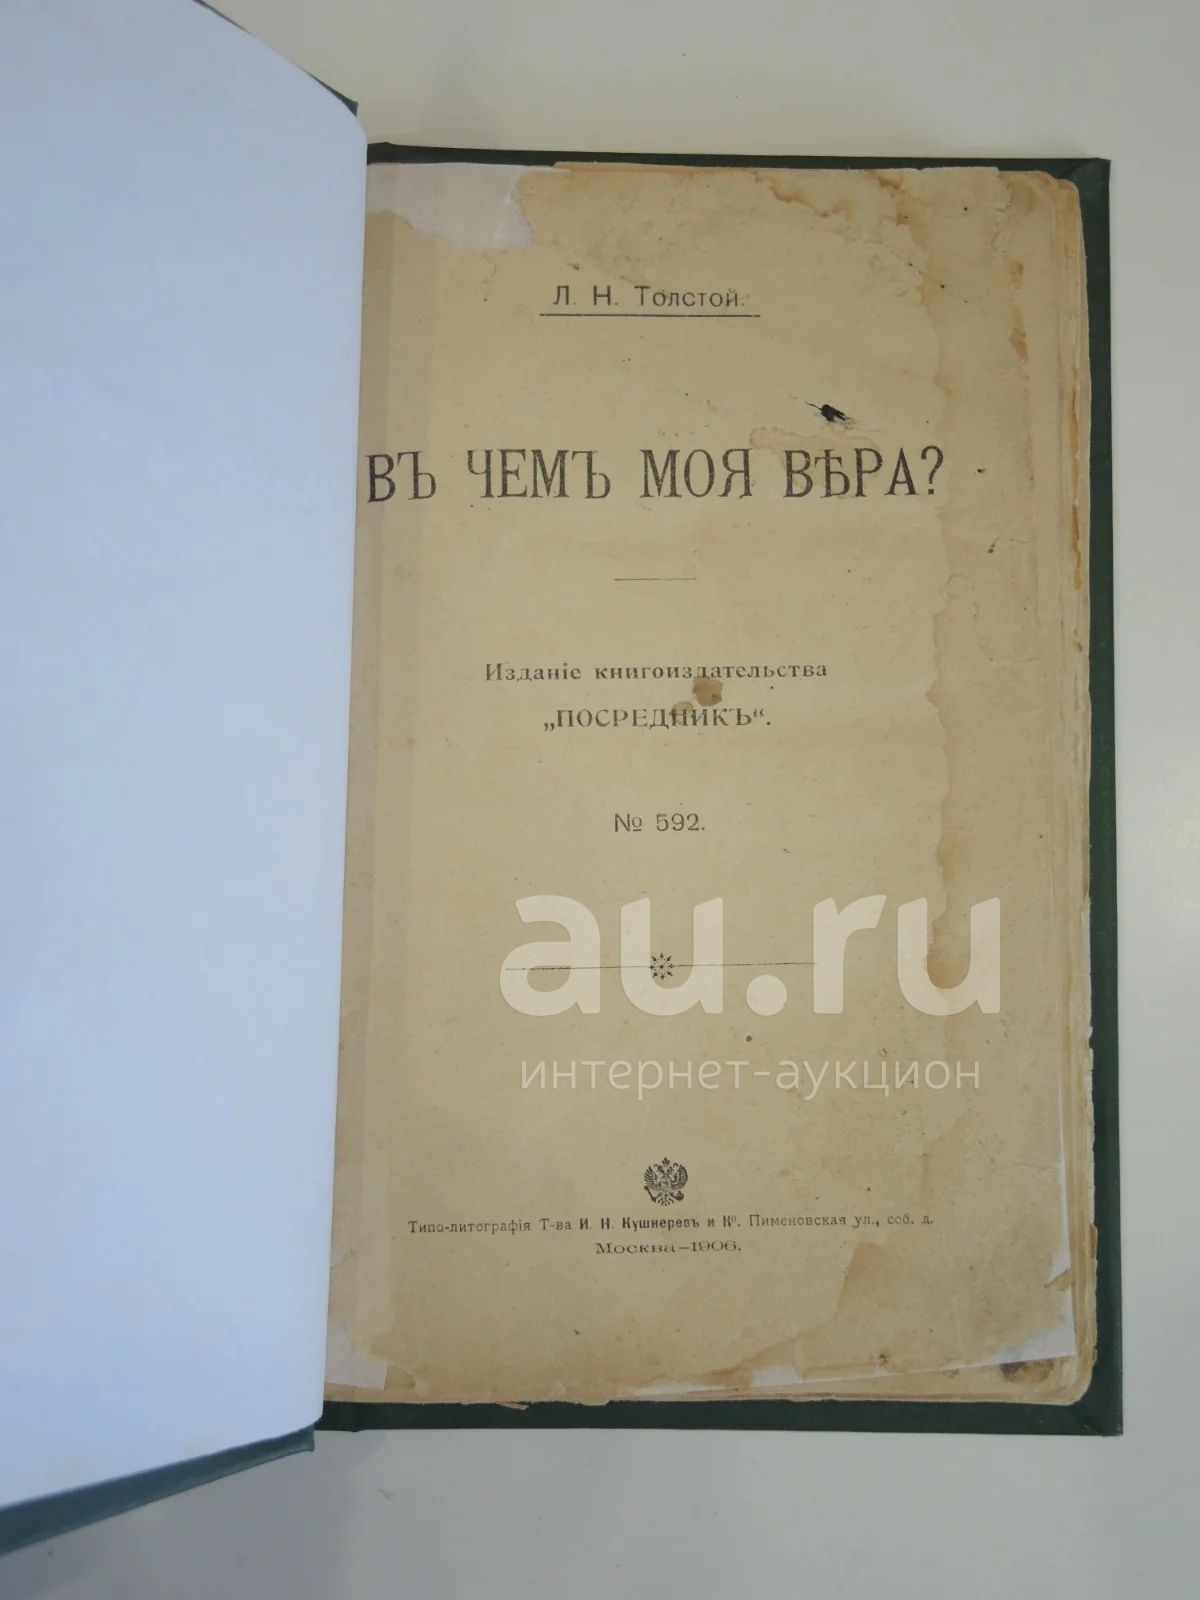 Л. Н. Толстой.
ВЪ ЧЕМЪ МОЯ ВѢРА?
Изданіе книгоиздательства
„ПОСРЕДНИКЪ“.
№ 592.
au.ru
интернет-аукцион
Типо-литографія Т-ва И. Н. Кушнеревъ и Кº. Пименовская ул., соб. д.
Москва—1906.